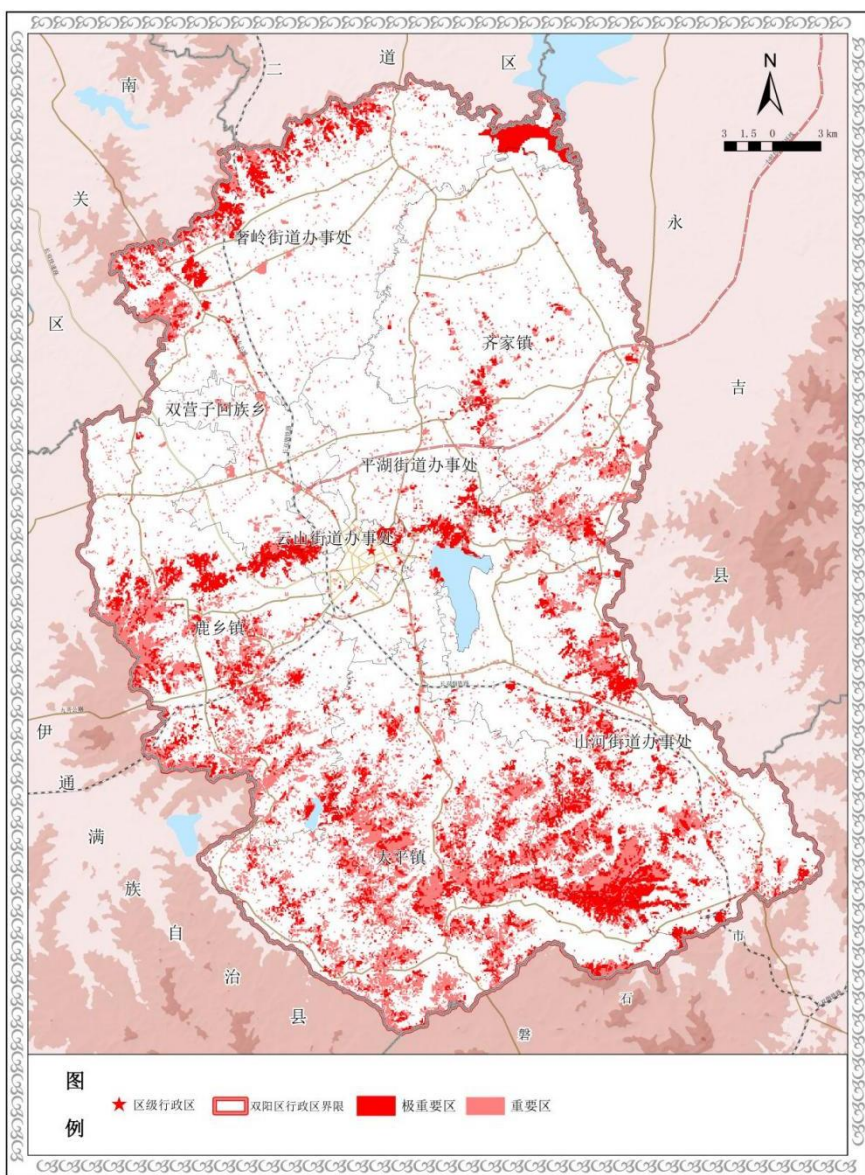 二
道
区
南
关
区
N
3 1.5 0 3 km
永
吉
县
奢岭街道办事处
齐家镇
双营子回族乡
平湖街道办事处
云山街道办事处
鹿乡镇
山河街道办事处
太平镇
伊
通
满
族
自
治
县
磐
石
市
图
例
区级行政区
双阳区行政区界限
极重要区
重要区